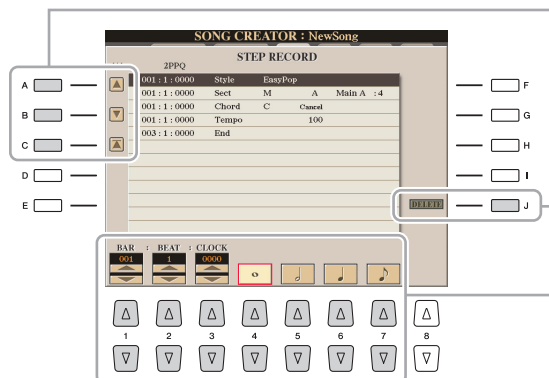 SONG CREATOR : NewSong
STEP RECORD
2PPQ
001 : 1 : 0000 Style EasyPop
001 : 1 : 0000 Sect M A Main A : 4
001 : 1 : 0000 Chord C Cancel
001 : 1 : 0000 Tempo 100
003 : 1 : 0000 End
A
B
C
D
E
F
G
H
I
J
DELETE
BAR : BEAT : CLOCK
001 1 0000
1 2 3 4 5 6 7 8